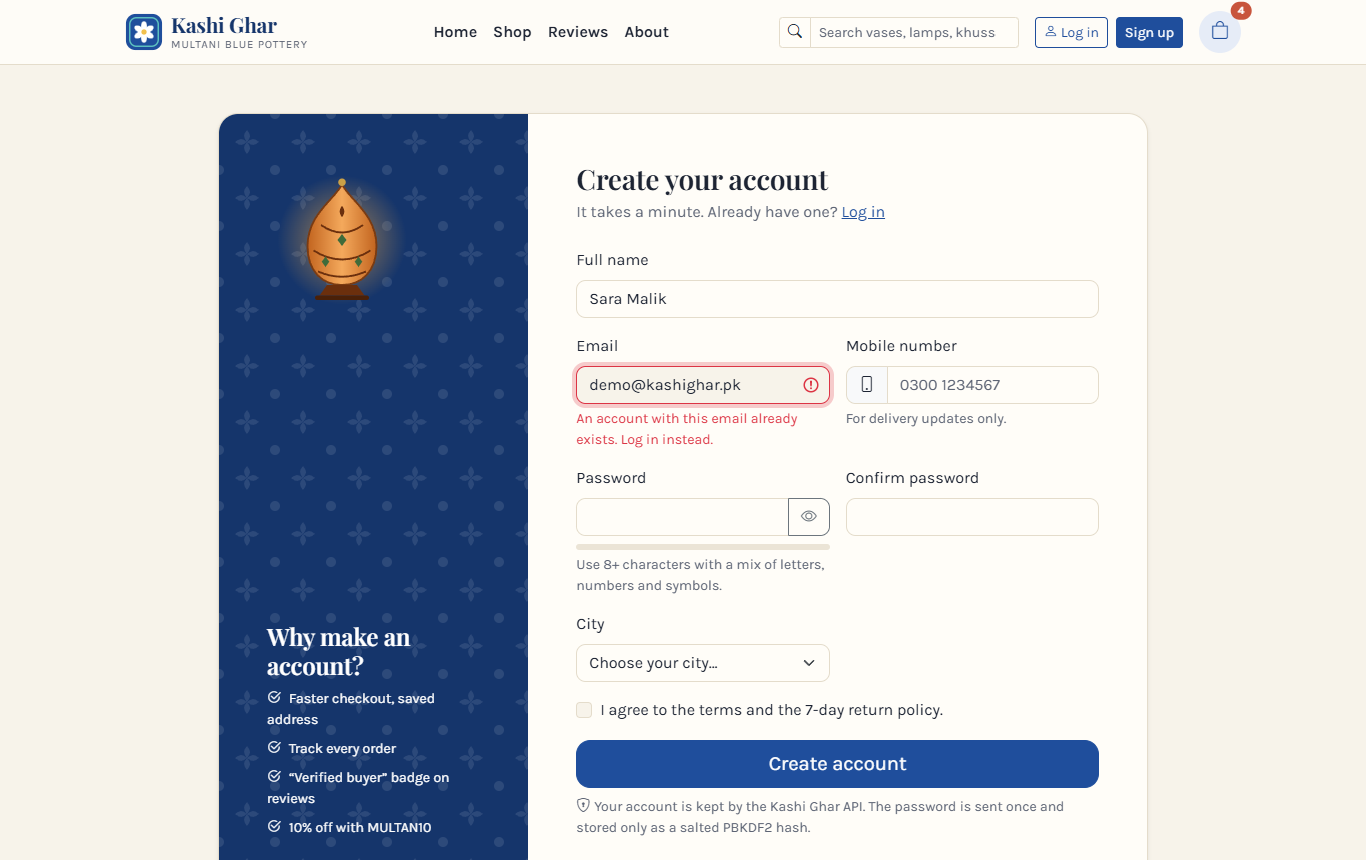 Kashi Ghar
MULTANI BLUE POTTERY
Home
Shop
Reviews
About
Search vases, lamps, khuss
Log in
Sign up
4
Why make an
account?
Faster checkout, saved
address
Track every order
“Verified buyer” badge on
reviews
10% off with MULTAN10
Create your account
It takes a minute. Already have one? Log in
Full name
Sara Malik
Email
demo@kashighar.pk
An account with this email already
exists. Log in instead.
Mobile number
0300 1234567
For delivery updates only.
Password
Use 8+ characters with a mix of letters,
numbers and symbols.
Confirm password
City
Choose your city...
I agree to the terms and the 7-day return policy.
Create account
Your account is kept by the Kashi Ghar API. The password is sent once and
stored only as a salted PBKDF2 hash.